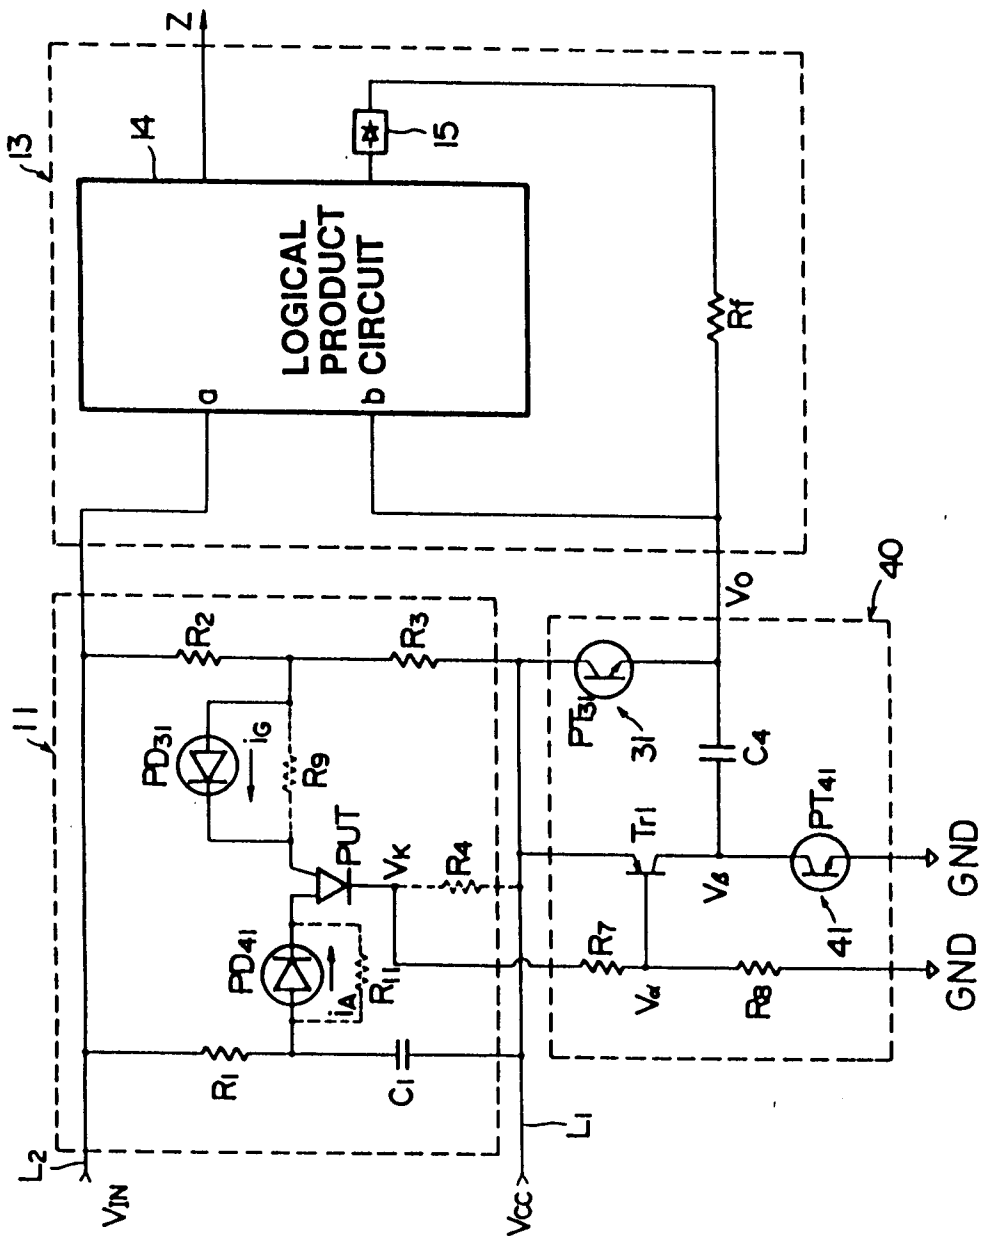 13
Z
14
15
LOGICAL
PRODUCT
CIRCUIT
a
b
Rf
11
R2
R3
PD31
iG
R9
PUT
VK
R4
PD41
iA
R11
R1
C1
L2
VIN
L1
VCC
VO
40
PT31
31
C4
Tr1
Vβ
PT41
41
R7
Vα
R8
GND
GND